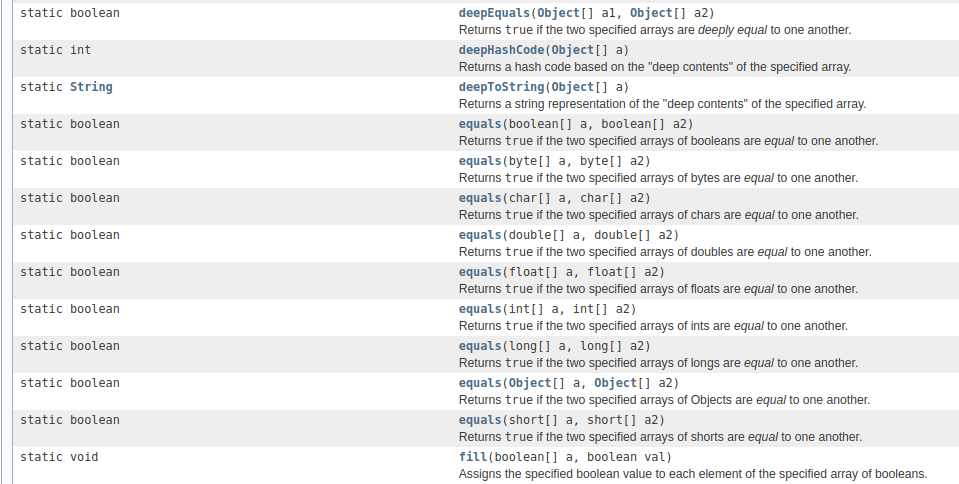 static boolean deepEquals(Object[] a1, Object[] a2)
Returns true if the two specified arrays are deeply equal to one another.
static int deepHashCode(Object[] a)
Returns a hash code based on the "deep contents" of the specified array.
static String deepToString(Object[] a)
Returns a string representation of the "deep contents" of the specified array.
static boolean equals(boolean[] a, boolean[] a2)
Returns true if the two specified arrays of booleans are equal to one another.
static boolean equals(byte[] a, byte[] a2)
Returns true if the two specified arrays of bytes are equal to one another.
static boolean equals(char[] a, char[] a2)
Returns true if the two specified arrays of chars are equal to one another.
static boolean equals(double[] a, double[] a2)
Returns true if the two specified arrays of doubles are equal to one another.
static boolean equals(float[] a, float[] a2)
Returns true if the two specified arrays of floats are equal to one another.
static boolean equals(int[] a, int[] a2)
Returns true if the two specified arrays of ints are equal to one another.
static boolean equals(long[] a, long[] a2)
Returns true if the two specified arrays of longs are equal to one another.
static boolean equals(Object[] a, Object[] a2)
Returns true if the two specified arrays of Objects are equal to one another.
static boolean equals(short[] a, short[] a2)
Returns true if the two specified arrays of shorts are equal to one another.
static void fill(boolean[] a, boolean val)
Assigns the specified boolean value to each element of the specified array of booleans.